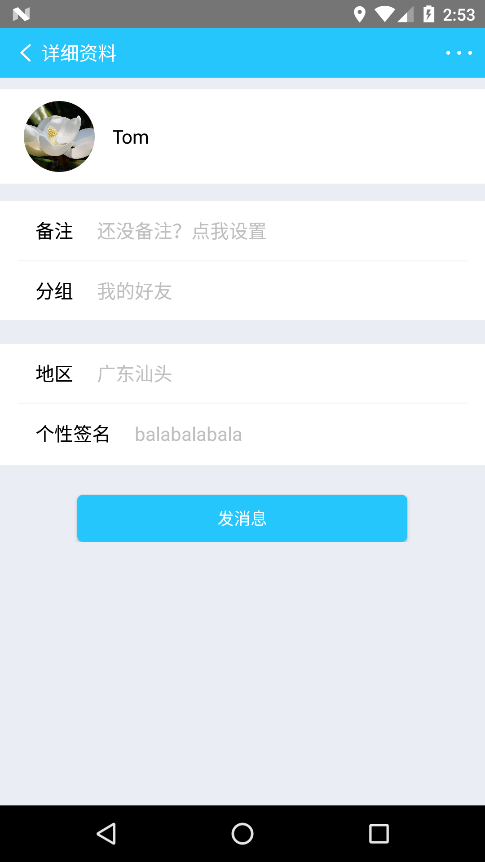 2:53
详细资料
Tom
备注 还没备注？点我设置
分组 我的好友
地区 广东汕头
个性签名 balabalabala
发消息